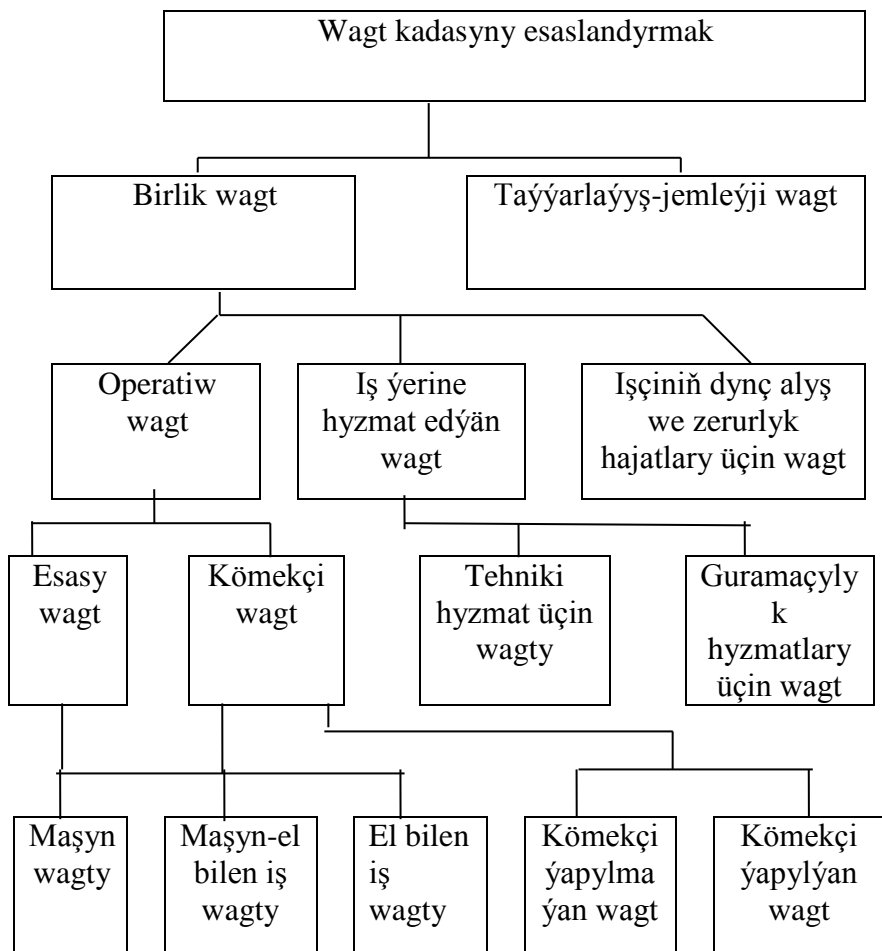 Wagt kadasyny esaslandyrmak
Birlik wagt
Taýýarlaýyş-jemleýji wagt
Operatiw
wagt
Iş ýerine
hyzmat edýän
wagt
Işçiniň dynç alyş
we zerurlyk
hajatlary üçin wagt
Esasy
wagt
Kömekçi
wagt
Tehniki
hyzmat üçin
wagty
Guramaçyly
k
hyzmatlary
üçin wagt
Maşyn
wagty
Maşyn-el
bilen iş
wagty
El bilen
iş
wagty
Kömekçi
ýapylma
ýan wagt
Kömekçi
ýapylýan
wagt